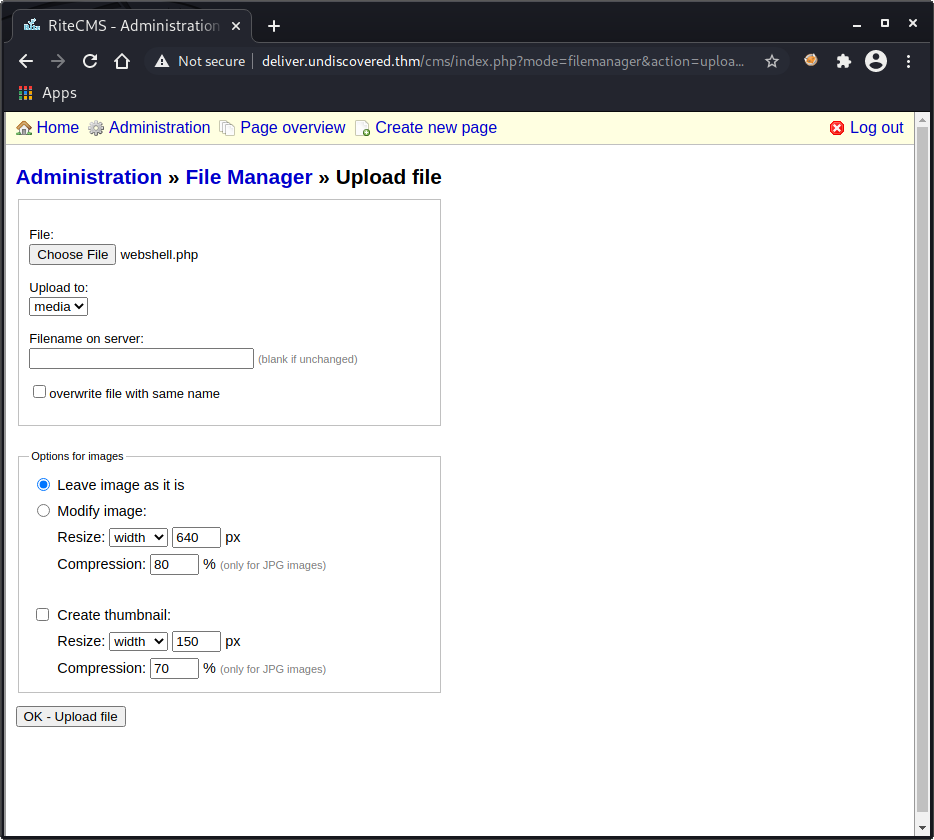 RiteCMS - Administration
Not secure deliver.undiscovered.thm/cms/index.php?mode=filemanager&action=uploa...
Apps
Home Administration Page overview Create new page Log out
Administration » File Manager » Upload file
File:
Choose File webshell.php
Upload to:
media
Filename on server:
(blank if unchanged)
overwrite file with same name
Options for images
Leave image as it is
Modify image:
Resize: width 640 px
Compression: 80 % (only for JPG images)
Create thumbnail:
Resize: width 150 px
Compression: 70 % (only for JPG images)
OK - Upload file